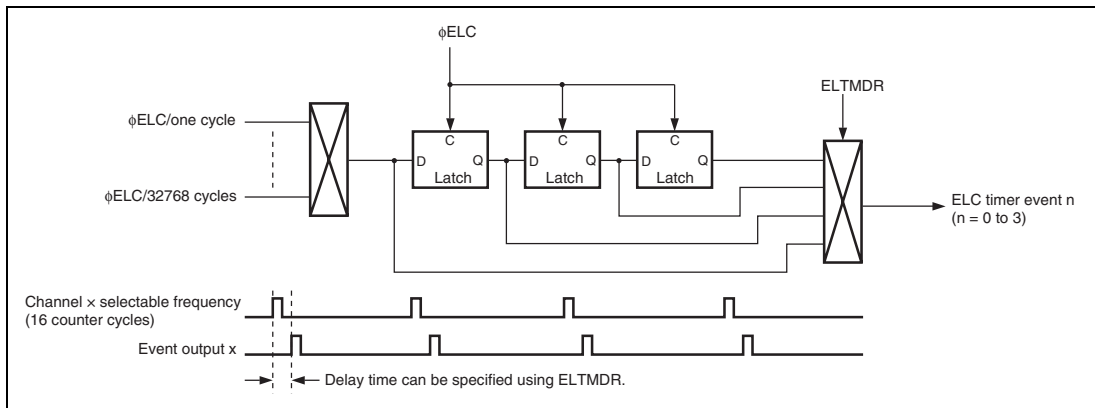 φELC
ELTMDR
φELC/one cycle
φELC/32768 cycles
C
C
C
D
Q
D
Q
D
Q
Latch
Latch
Latch
ELC timer event n
(n = 0 to 3)
Channel × selectable frequency
(16 counter cycles)
Event output x
Delay time can be specified using ELTMDR.